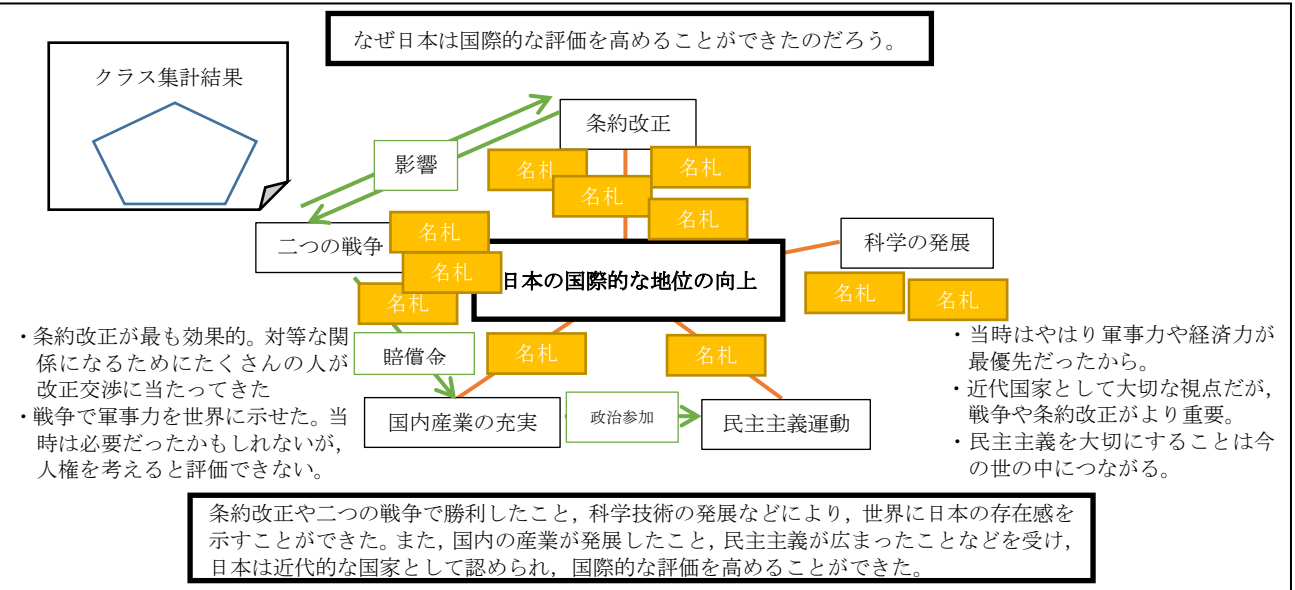 なぜ日本は国際的な評価を高めることができたのだろう。
クラス集計結果
条約改正
影響
名札
名札
名札
名札
二つの戦争
名札
名札
名札
科学の発展
名札
名札
日本の国際的な地位の向上
・条約改正が最も効果的。対等な関
係になるためにたくさんの人が
改正交渉に当たってきた
・戦争で軍事力を世界に示せた。当
時は必要だったかもしれないが,
人権を考えると評価できない。
賠償金
名札
名札
国内産業の充実
政治参加
民主主義運動
・当時はやはり軍事力や経済力が
最優先だったから。
・近代国家として大切な視点だが,
戦争や条約改正がより重要。
・民主主義を大切にすることは今
の世の中につながる。
条約改正や二つの戦争で勝利したこと,科学技術の発展などにより,世界に日本の存在感を
示すことができた。また,国内の産業が発展したこと,民主主義が広まったことなどを受け,
日本は近代的な国家として認められ,国際的な評価を高めることができた。